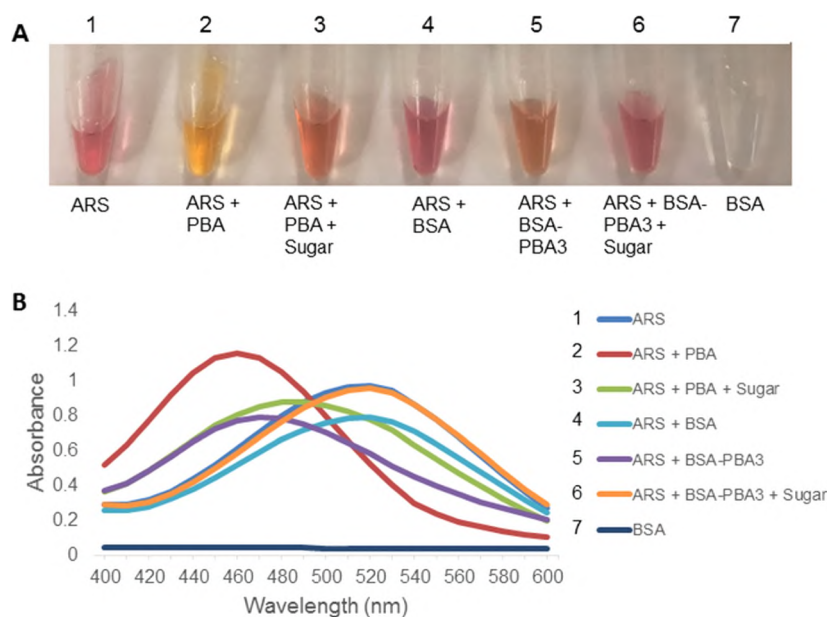 A
1 2 3 4 5 6 7
ARS
ARS +
PBA
ARS +
PBA +
Sugar
ARS +
BSA
ARS +
BSA-
PBA3
ARS + BSA-
PBA3 +
Sugar
BSA
B
1.4
1.2
1
0.8
0.6
0.4
0.2
0
Absorbance
400 420 440 460 480 500 520 540 560 580 600
Wavelength (nm)
1 ARS
2 ARS + PBA
3 ARS + PBA + Sugar
4 ARS + BSA
5 ARS + BSA-PBA3
6 ARS + BSA-PBA3 + Sugar
7 BSA